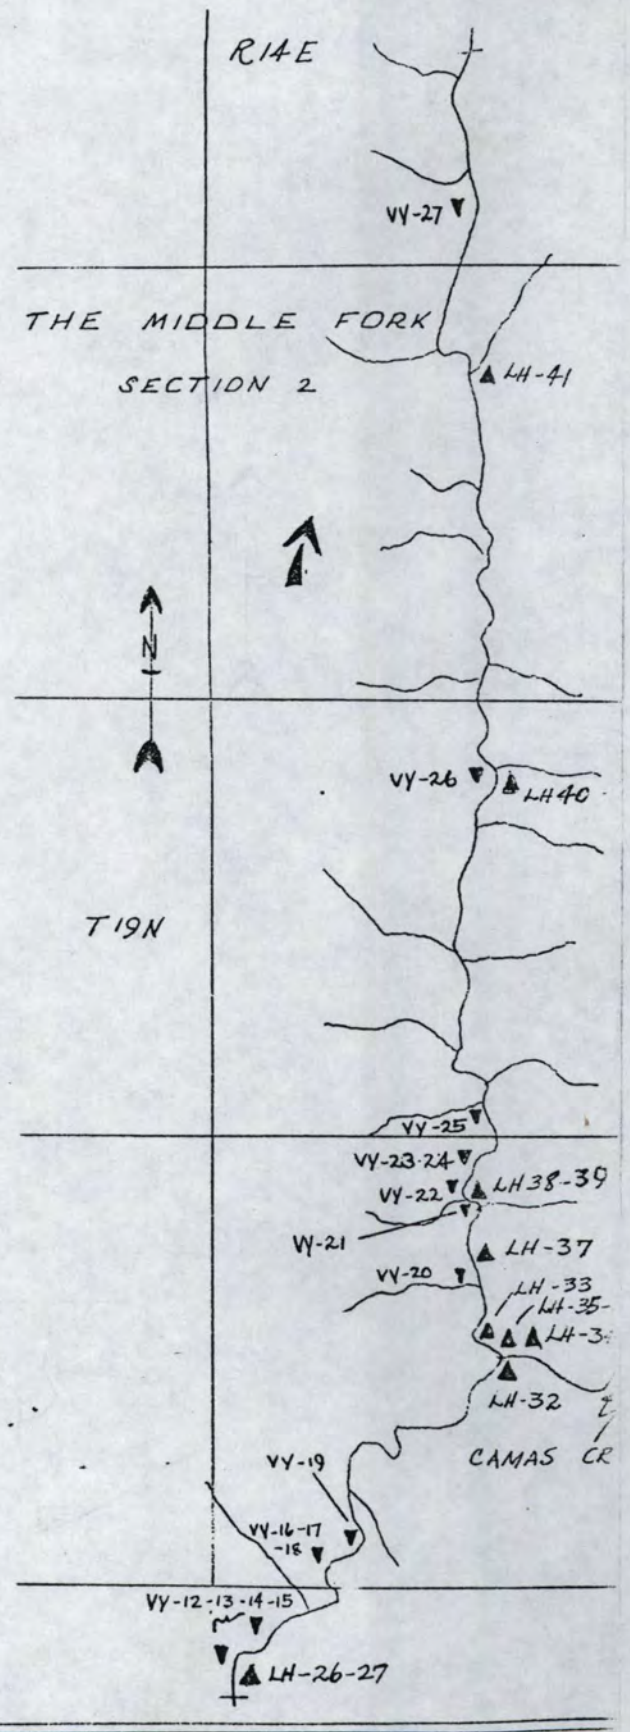 R14E
VY-27
THE MIDDLE FORK
SECTION 2
LH-41
N
VY-26
LH40
T19N
VY-25
VY-23-24
VY-22
LH38-39
VY-21
LH-37
VY-20
LH-33
LH-35-
LH-32
CAMAS CR
VY-19
VY-16-17
-18
VY-12-13-14-15
LH-26-27